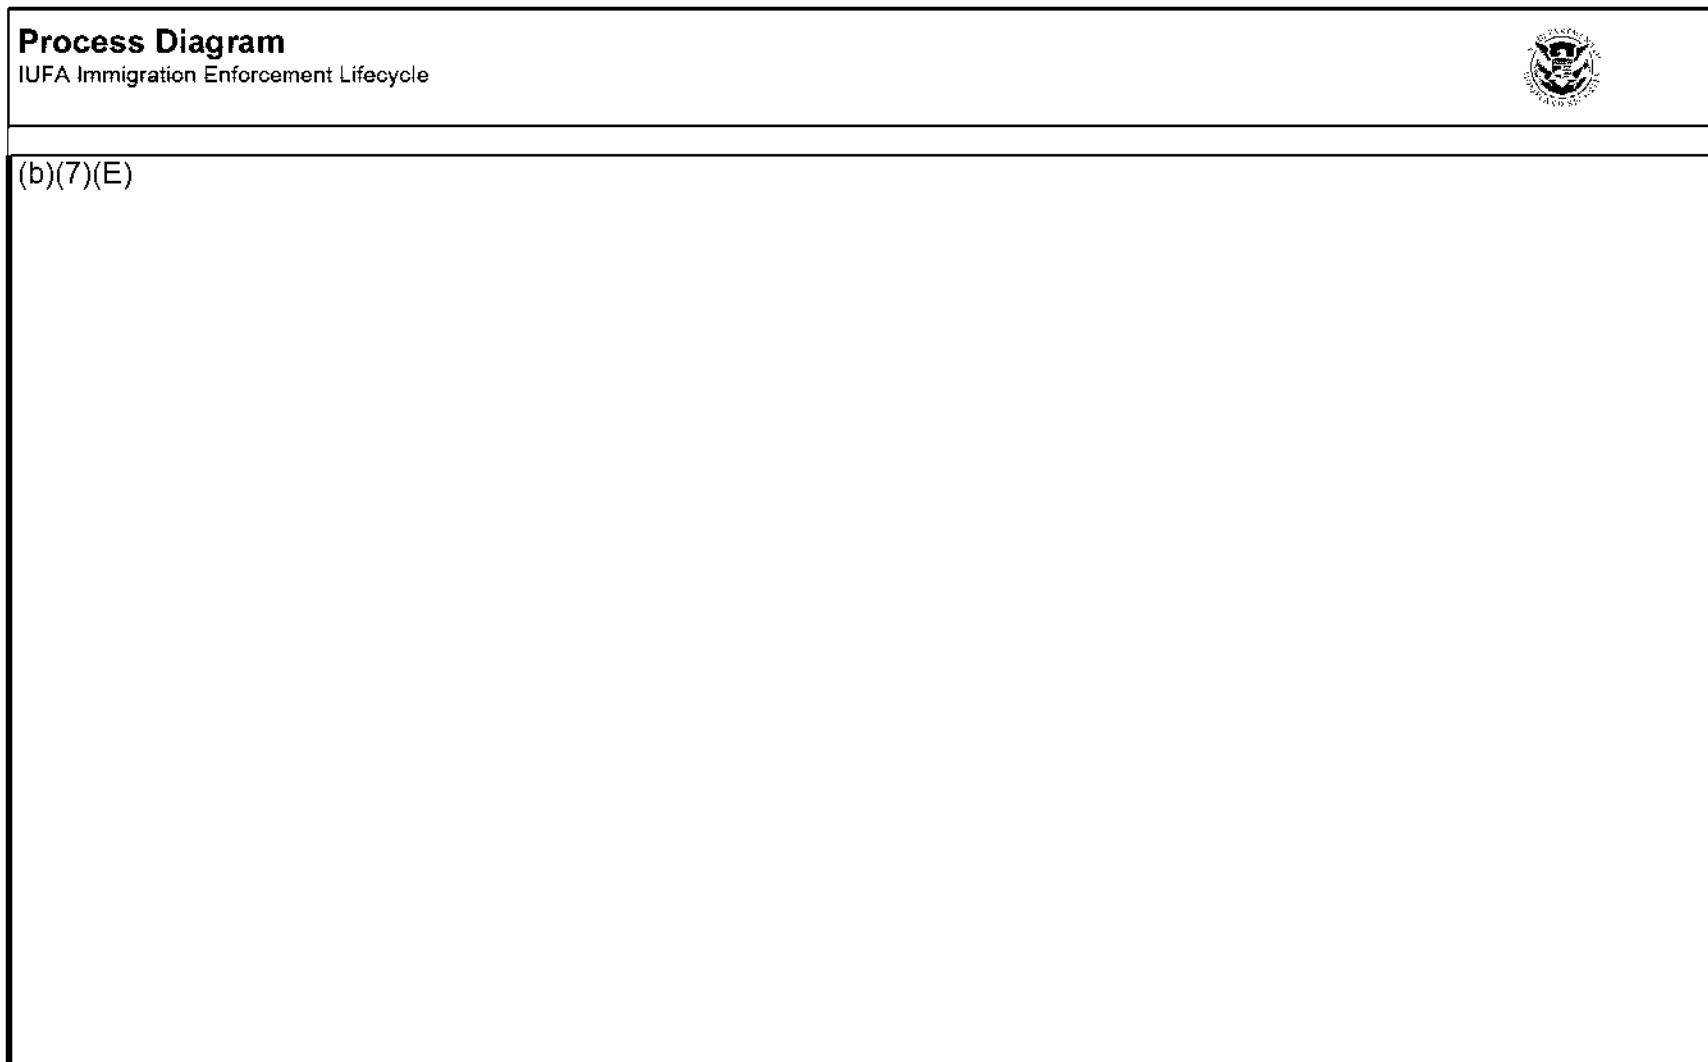 Process Diagram
IUFA Immigration Enforcement Lifecycle
(b)(7)(E)